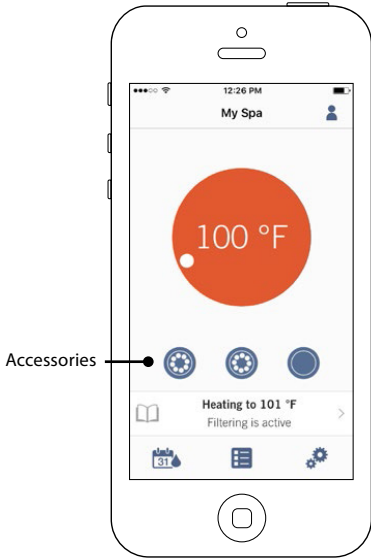 12:26 PM
My Spa
100 °F
Accessories
Heating to 101 °F
Filtering is active
31